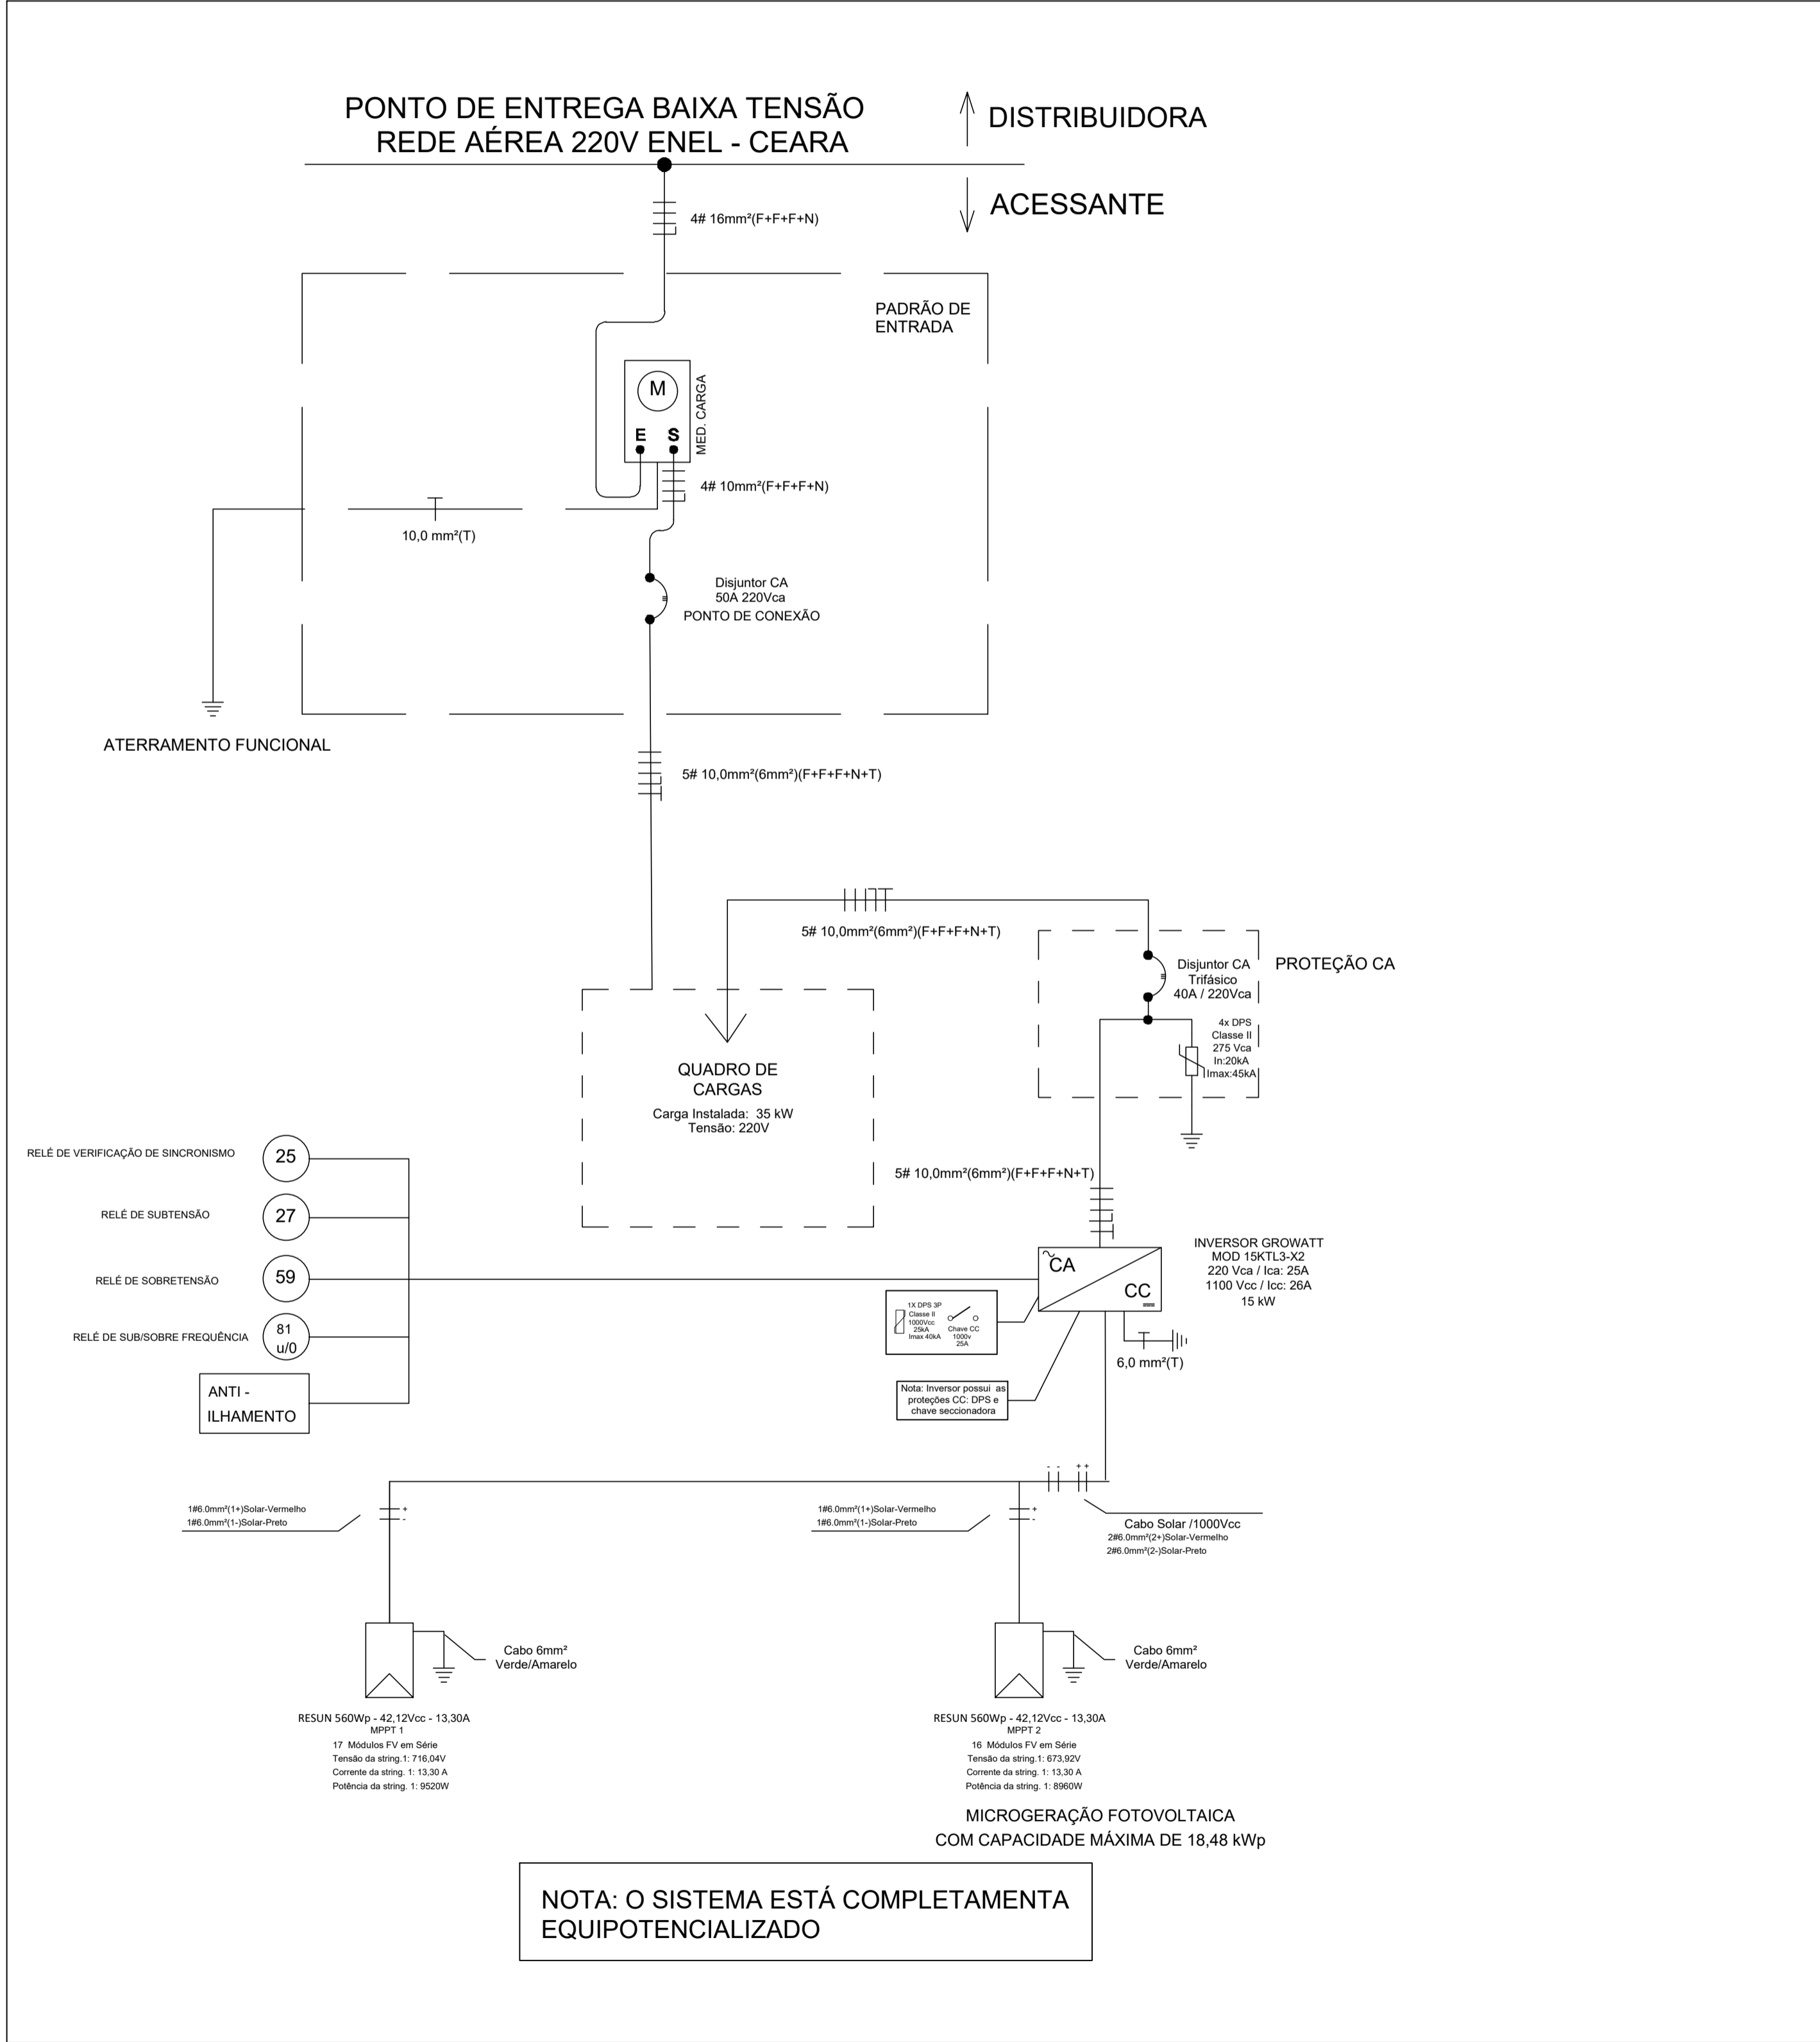 PONTO DE ENTREGA BAIXA TENSÃO
REDE AÉREA 220V ENEL - CEARA
DISTRIBUIDORA
ACESSANTE
4# 16mm²(F+F+F+N)
PADRÃO DE
ENTRADA
M
E S
MED. CARGA
4# 10mm²(F+F+F+N)
10,0 mm²(T)
Disjuntor CA
50A 220Vca
PONTO DE CONEXÃO
ATERRAMENTO FUNCIONAL
5# 10,0mm²(6mm²)(F+F+F+N+T)
5# 10,0mm²(6mm²)(F+F+F+N+T)
PROTEÇÃO CA
Disjuntor CA
Trifásico
40A / 220Vca
4x DPS
Classe II
275 Vca
In:20kA
Imax:45kA
QUADRO DE
CARGAS
Carga Instalada: 35 kW
Tensão: 220V
RELÉ DE VERIFICAÇÃO DE SINCRONISMO
25
RELÉ DE SUBTENSÃO
27
RELÉ DE SOBRETENSÃO
59
RELÉ DE SUB/SOBRE FREQUÊNCIA
81
u/0
ANTI -
ILHAMENTO
5# 10,0mm²(6mm²)(F+F+F+N+T)
CA
CC
INVERSOR GROWATT
MOD 15KTL3-X2
220 Vca / Ica: 25A
1100 Vcc / Icc: 26A
15 kW
1X DPS 3P
Classe II
1000Vcc
25kA
Imax 40kA
Chave CC
1000v
25A
6,0 mm²(T)
Nota: Inversor possui as
proteções CC: DPS e
chave seccionadora
- - + +
1#6.0mm²(1+)Solar-Vermelho
1#6.0mm²(1-)Solar-Preto
+
-
1#6.0mm²(1+)Solar-Vermelho
1#6.0mm²(1-)Solar-Preto
+
-
Cabo Solar /1000Vcc
2#6.0mm²(2+)Solar-Vermelho
2#6.0mm²(2-)Solar-Preto
Cabo 6mm²
Verde/Amarelo
Cabo 6mm²
Verde/Amarelo
RESUN 560Wp - 42,12Vcc - 13,30A
MPPT 1
17 Módulos FV em Série
Tensão da string.1: 716,04V
Corrente da string. 1: 13,30 A
Potência da string. 1: 9520W
RESUN 560Wp - 42,12Vcc - 13,30A
MPPT 2
16 Módulos FV em Série
Tensão da string.1: 673,92V
Corrente da string. 1: 13,30 A
Potência da string. 1: 8960W
MICROGERAÇÃO FOTOVOLTAICA
COM CAPACIDADE MÁXIMA DE 18,48 kWp
NOTA: O SISTEMA ESTÁ COMPLETAMENTA
EQUIPOTENCIALIZADO